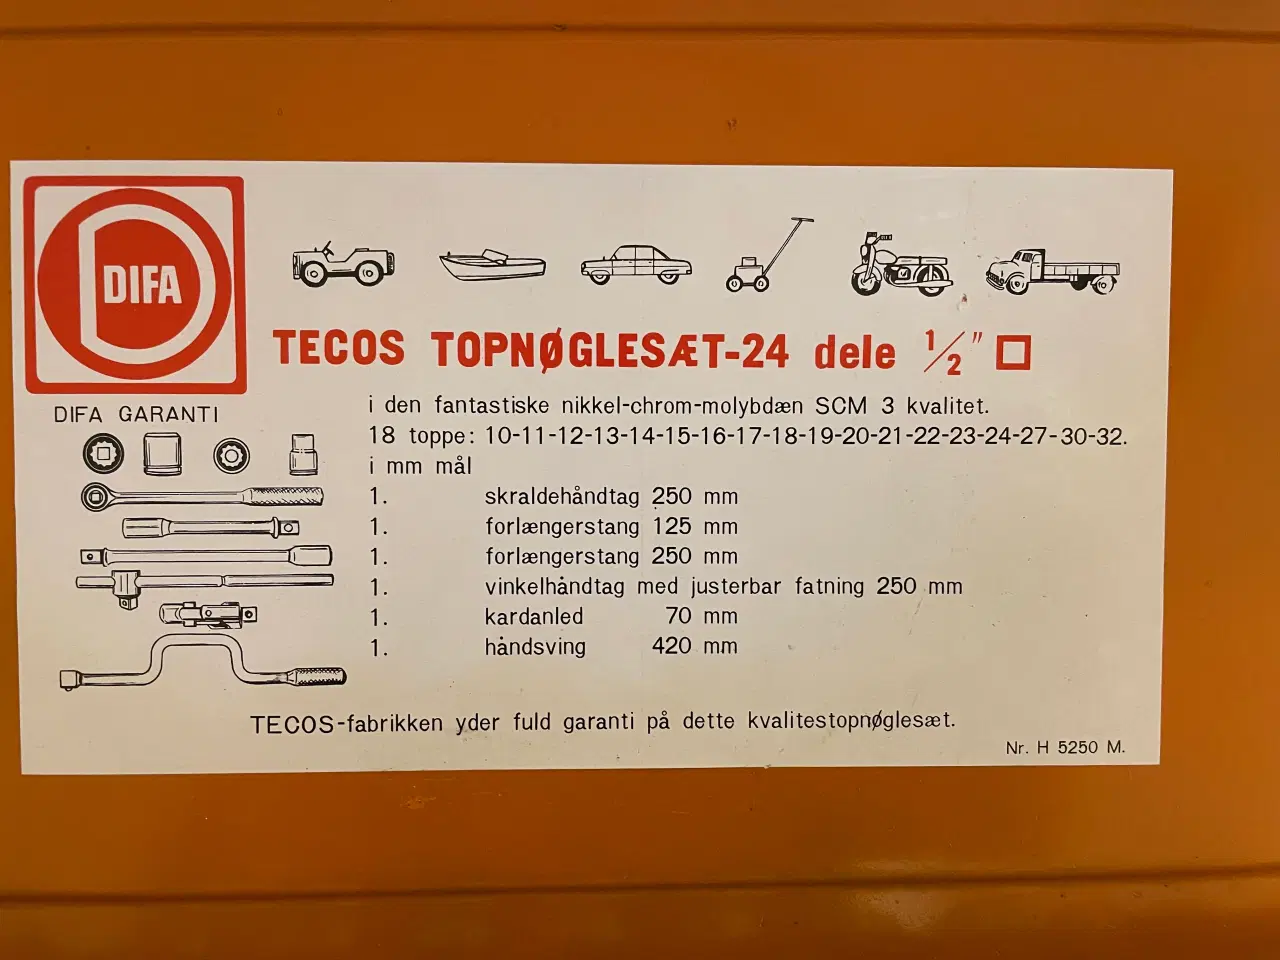 DIFA
TECOS TOPNØGLESÆT-24 dele 1/2" □
DIFA GARANTI
i den fantastiske nikkel-chrom-molybdæn SCM 3 kvalitet.
18 toppe: 10-11-12-13-14-15-16-17-18-19-20-21-22-23-24-27-30-32.
i mm mål
1. skraldehåndtag 250 mm
1. forlængerstang 125 mm
1. forlængerstang 250 mm
1. vinkelhåndtag med justerbar fatning 250 mm
1. kardanled 70 mm
1. håndsving 420 mm
TECOS-fabrikken yder fuld garanti på dette kvalitestopnøglesæt.
Nr. H 5250 M.